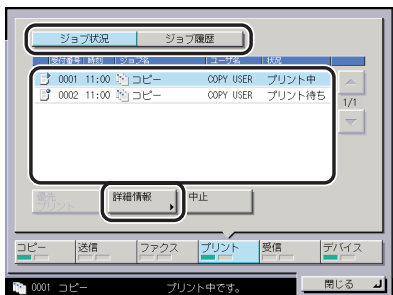 ジョブ状況 ジョブ履歴
受付番号 時刻 ジョブ名 ユーザ名 状況
0001 11:00 コピー COPY USER プリント中
0002 11:00 コピー COPY USER プリント待ち
1/1
優先プリント 詳細情報 中止
コピー 送信 ファクス プリント 受信 デバイス
0001 コピー プリント中です。 閉じる